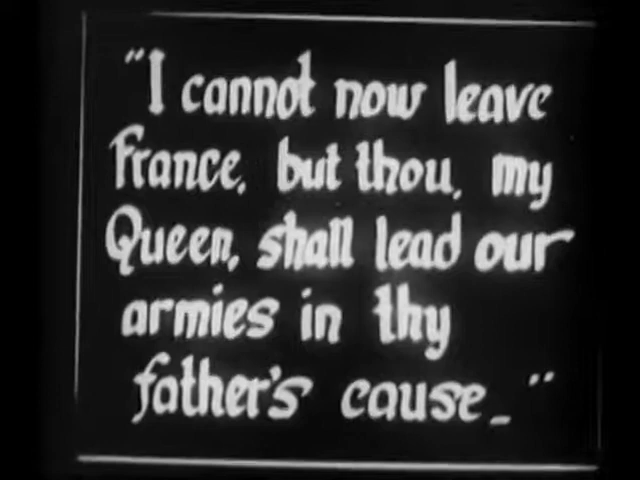 "I cannot now leave
France, but thou, my
Queen, shall lead our
armies in thy
father's cause_"